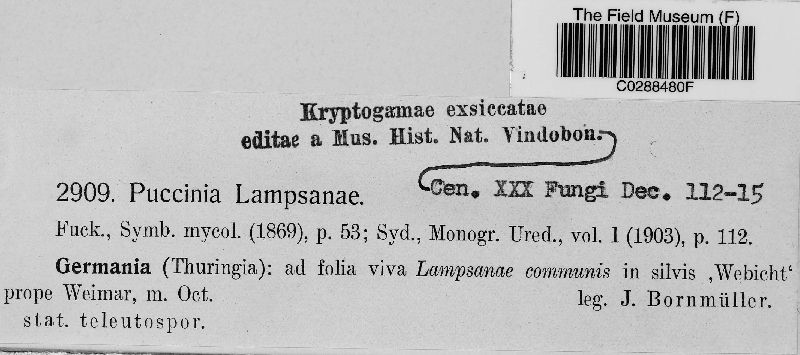 The Field Museum (F)
C0288480F
Kryptogamae exsiccatae
editae a Mus. Hist. Nat. Vindobon.
Cen. XXX Fungi Dec. 112-15
2909. Puccinia Lampsanae.
Fuck., Symb. mycol. (1869), p. 53; Syd., Monogr. Ured., vol. I (1903), p. 112.
Germania (Thuringia): ad folia viva Lampsanae communis in silvis ‚Webicht‘
prope Weimar, m. Oct. leg. J. Bornmüller.
stat. teleutospor.